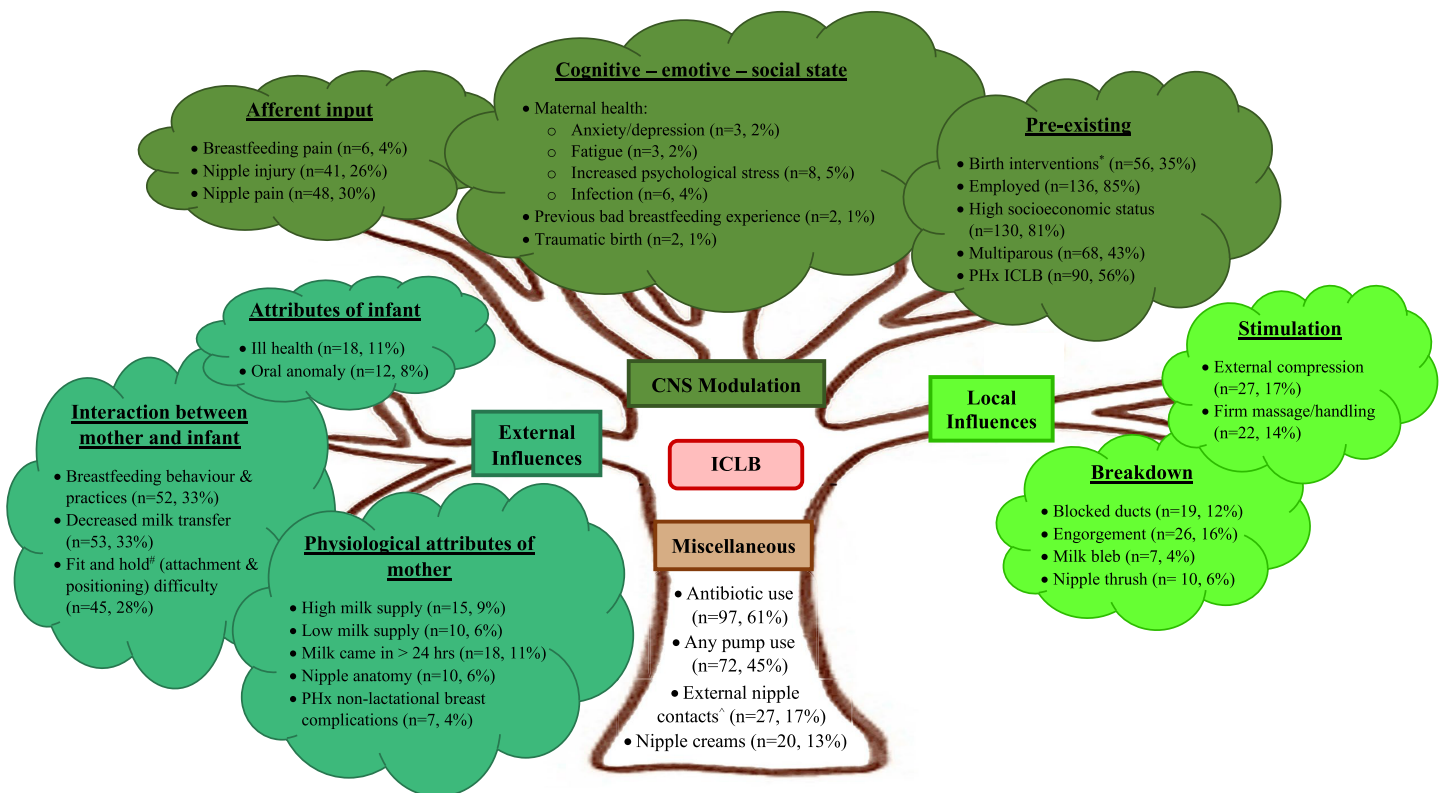 Cognitive – emotive – social state
• Maternal health:
o Anxiety/depression (n=3, 2%)
o Fatigue (n=3, 2%)
o Increased psychological stress (n=8, 5%)
o Infection (n=6, 4%)
• Previous bad breastfeeding experience (n=2, 1%)
• Traumatic birth (n=2, 1%)
Afferent input
• Breastfeeding pain (n=6, 4%)
• Nipple injury (n=41, 26%)
• Nipple pain (n=48, 30%)
Pre-existing
• Birth interventions* (n=56, 35%)
• Employed (n=136, 85%)
• High socioeconomic status
(n=130, 81%)
• Multiparous (n=68, 43%)
• PHx ICLB (n=90, 56%)
Attributes of infant
• Ill health (n=18, 11%)
• Oral anomaly (n=12, 8%)
Interaction between
mother and infant
• Breastfeeding behaviour &
practices (n=52, 33%)
• Decreased milk transfer
(n=53, 33%)
• Fit and hold# (attachment &
positioning) difficulty
(n=45, 28%)
Physiological attributes of
mother
• High milk supply (n=15, 9%)
• Low milk supply (n=10, 6%)
• Milk came in > 24 hrs (n=18, 11%)
• Nipple anatomy (n=10, 6%)
• PHx non-lactational breast
complications (n=7, 4%)
External
Influences
CNS Modulation
ICLB
Local
Influences
Stimulation
• External compression
(n=27, 17%)
• Firm massage/handling
(n=22, 14%)
Breakdown
• Blocked ducts (n=19, 12%)
• Engorgement (n=26, 16%)
• Milk bleb (n=7, 4%)
• Nipple thrush (n= 10, 6%)
Miscellaneous
• Antibiotic use
(n=97, 61%)
• Any pump use
(n=72, 45%)
• External nipple
contacts^ (n=27, 17%)
• Nipple creams (n=20, 13%)